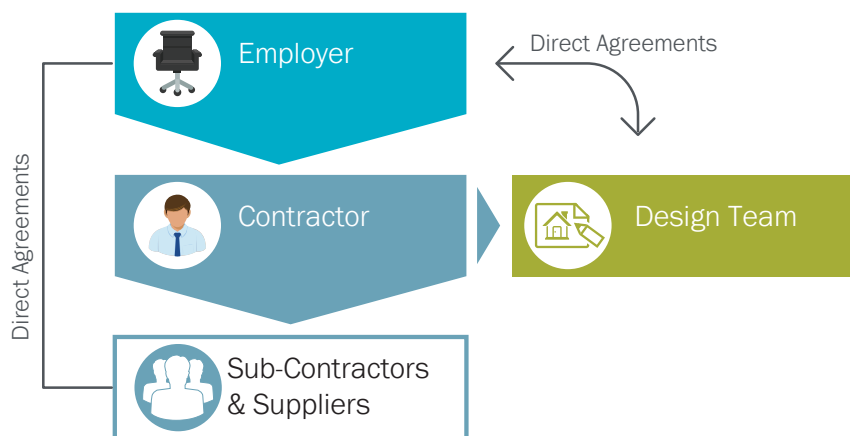 Direct Agreements
Employer
Direct Agreements
Contractor
Design Team
Sub-Contractors
& Suppliers